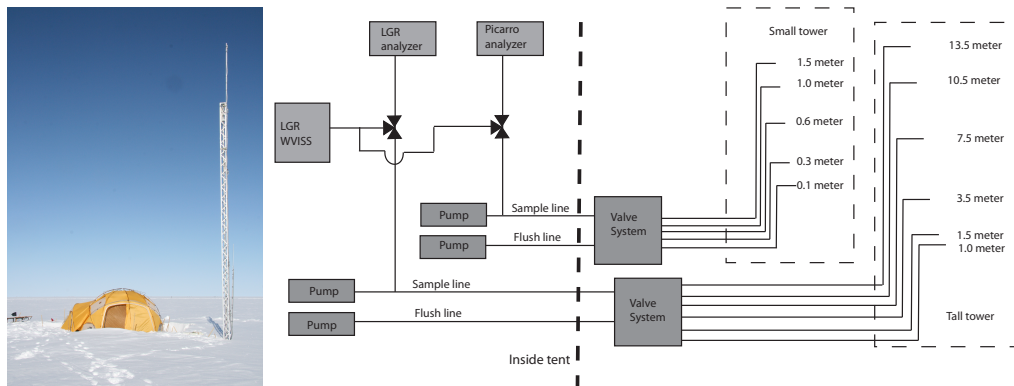 LGR
analyzer
Picarro
analyzer
Small tower
13.5 meter
1.5 meter
1.0 meter
10.5 meter
LGR
WVISS
0.6 meter
7.5 meter
0.3 meter
0.1 meter
3.5 meter
Pump
Sample line
Valve
System
Pump
Flush line
1.5 meter
1.0 meter
Pump
Sample line
Valve
System
Pump
Flush line
Tall tower
Inside tent